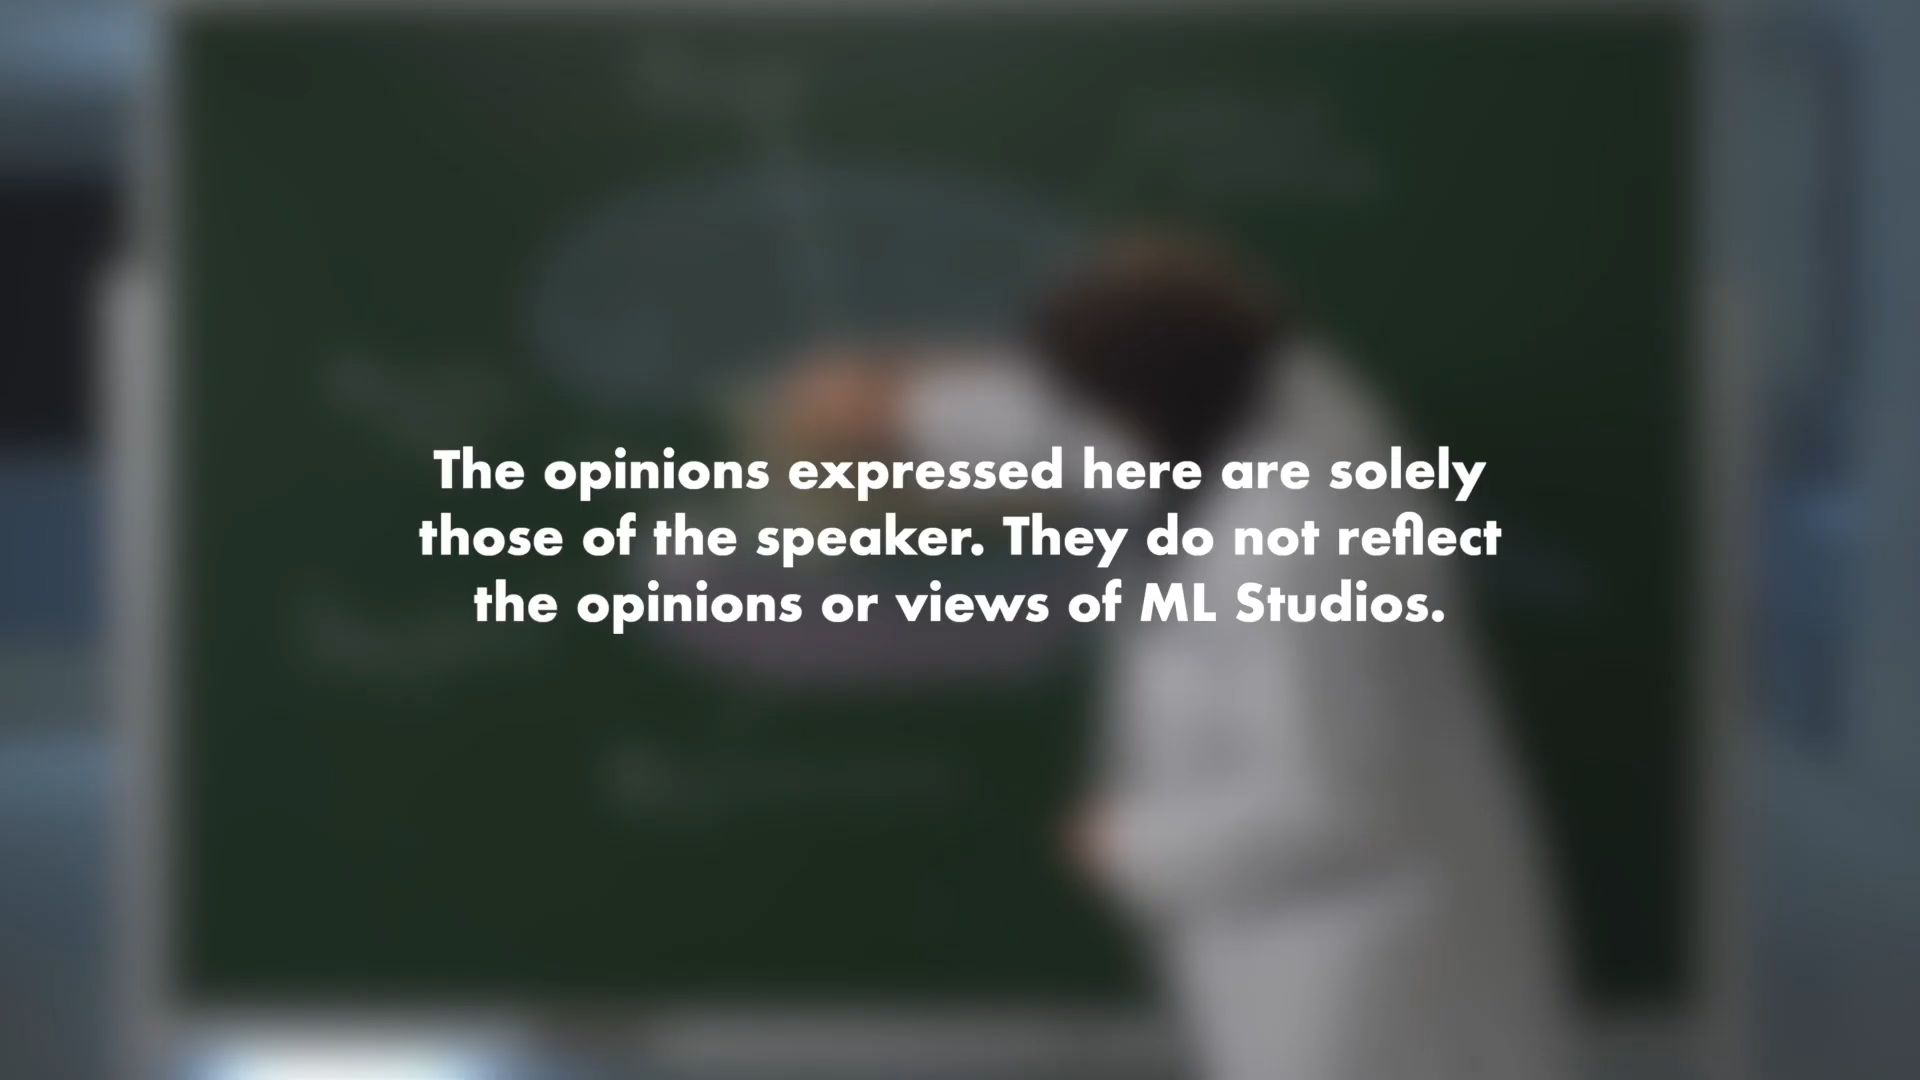 The opinions expressed here are solely
those of the speaker. They do not reflect
the opinions or views of ML Studios.